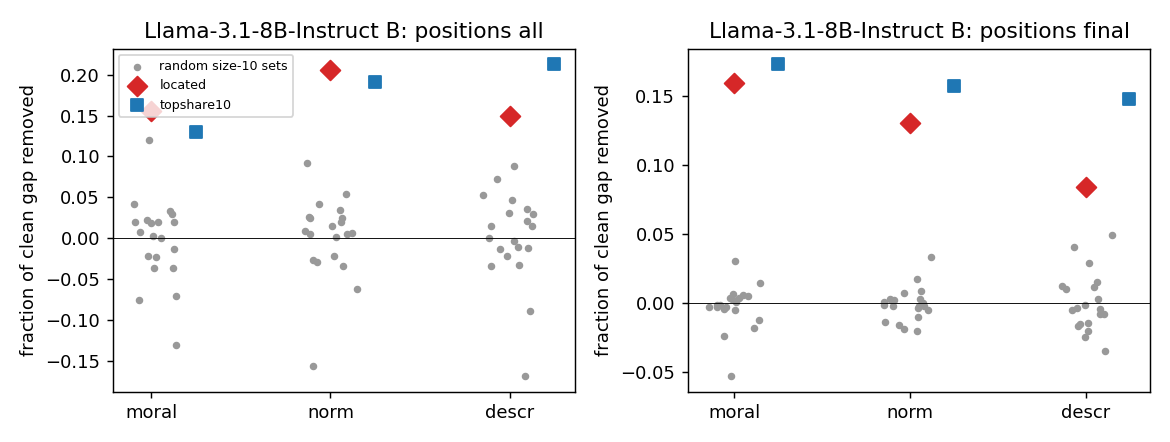 Llama-3.1-8B-Instruct B: positions all
fraction of clean gap removed
0.20
0.15
0.10
0.05
0.00
−0.05
−0.10
−0.15
random size-10 sets
located
topshare10
moral
norm
descr
Llama-3.1-8B-Instruct B: positions final
fraction of clean gap removed
0.15
0.10
0.05
0.00
−0.05
moral
norm
descr